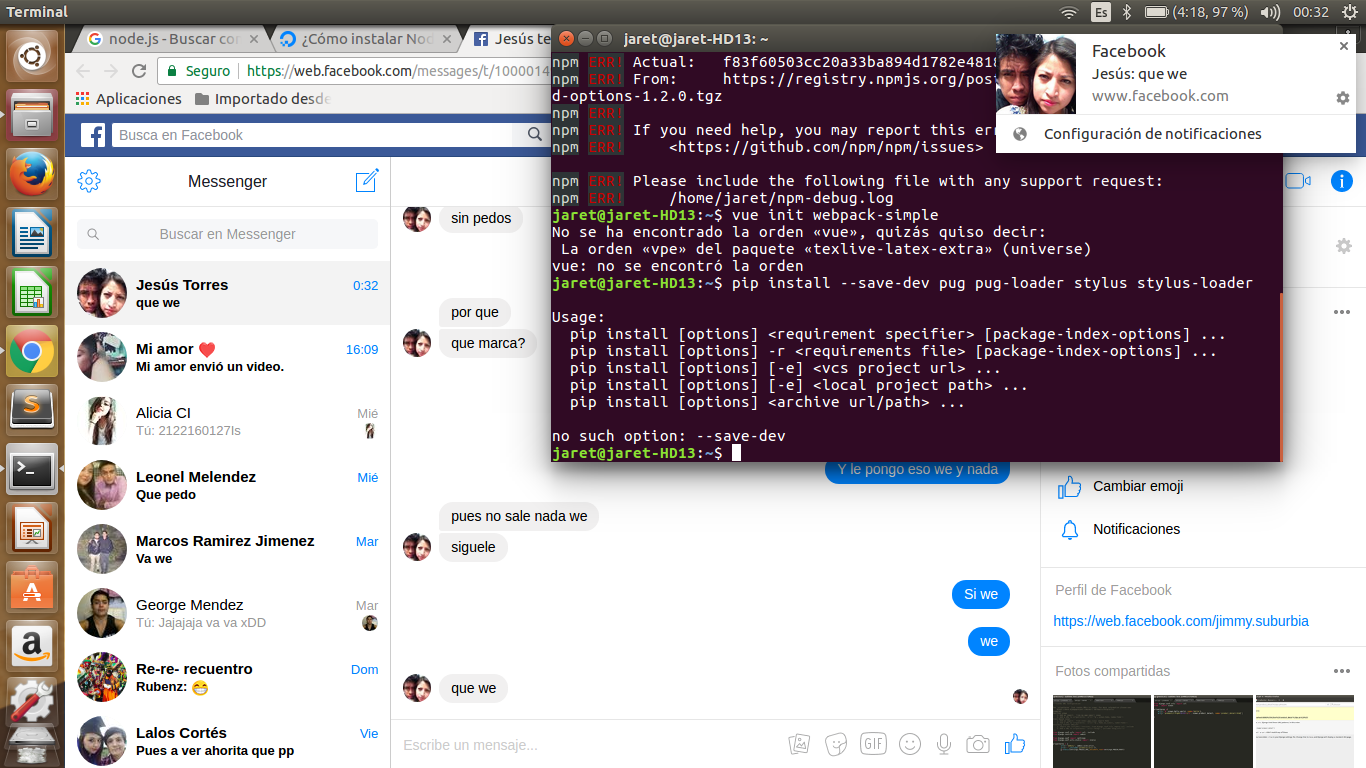 Terminal
Es
(4:18, 97 %)
00:32
node.js - Buscar con
¿Cómo instalar Nod
Jesús te
Seguro
https://web.facebook.com/messages/t/1000014
Aplicaciones
Importado desde
Busca en Facebook
Messenger
Buscar en Messenger
Jesús Torres
0:32
que we
Mi amor ❤️
16:09
Mi amor envió un video.
Alicia CI
Mié
Tú: 2122160127Is
Leonel Melendez
Mié
Que pedo
Marcos Ramirez Jimenez
Mar
Va we
George Mendez
Mar
Tú: Jajajaja va va xDD
Re-re- recuentro
Dom
Rubenz: 😁
Lalos Cortés
Vie
Pues a ver ahorita que pp
sin pedos
por que
que marca?
Y le pongo eso we y nada
pues no sale nada we
siguele
Si we
we
que we
Escribe un mensaje...
GIF
jaret@jaret-HD13: ~
npm ERR! Actual:   f83f60503cc20a33ba894d1782e4818
npm ERR! From:     https://registry.npmjs.org/pos
d-options-1.2.0.tgz
npm ERR!
npm ERR! If you need help, you may report this err
npm ERR!     <https://github.com/npm/npm/issues>
npm ERR! Please include the following file with any support request:
npm ERR!     /home/jaret/npm-debug.log
jaret@jaret-HD13:~$ vue init webpack-simple
No se ha encontrado la orden «vue», quizás quiso decir:
 La orden «vpe» del paquete «texlive-latex-extra» (universe)
vue: no se encontró la orden
jaret@jaret-HD13:~$ pip install --save-dev pug pug-loader stylus stylus-loader
Usage:
  pip install [options] <requirement specifier> [package-index-options] ...
  pip install [options] -r <requirements file> [package-index-options] ...
  pip install [options] [-e] <vcs project url> ...
  pip install [options] [-e] <local project path> ...
  pip install [options] <archive url/path> ...
no such option: --save-dev
jaret@jaret-HD13:~$
Facebook
Jesús: que we
www.facebook.com
Configuración de notificaciones
Cambiar emoji
Notificaciones
Perfil de Facebook
https://web.facebook.com/jimmy.suburbia
Fotos compartidas